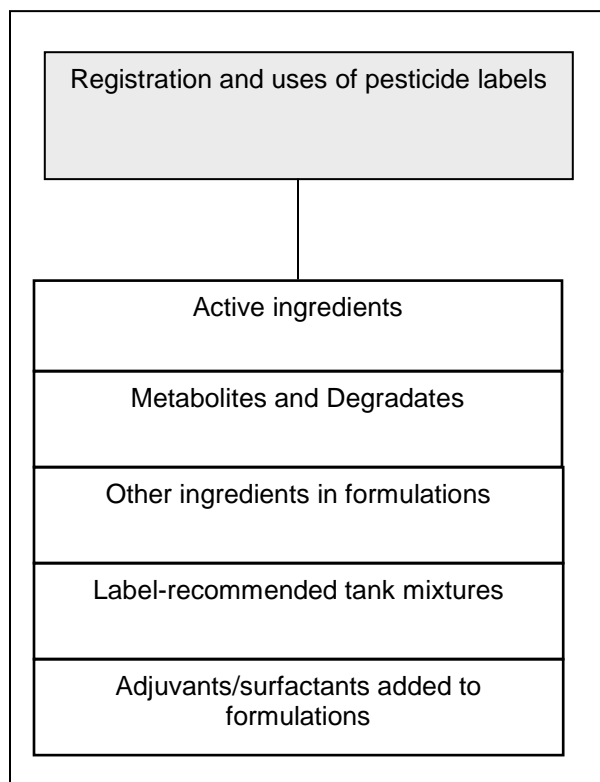 Registration and uses of pesticide labels
Active ingredients
Metabolites and Degradates
Other ingredients in formulations
Label-recommended tank mixtures
Adjuvants/surfactants added to
formulations